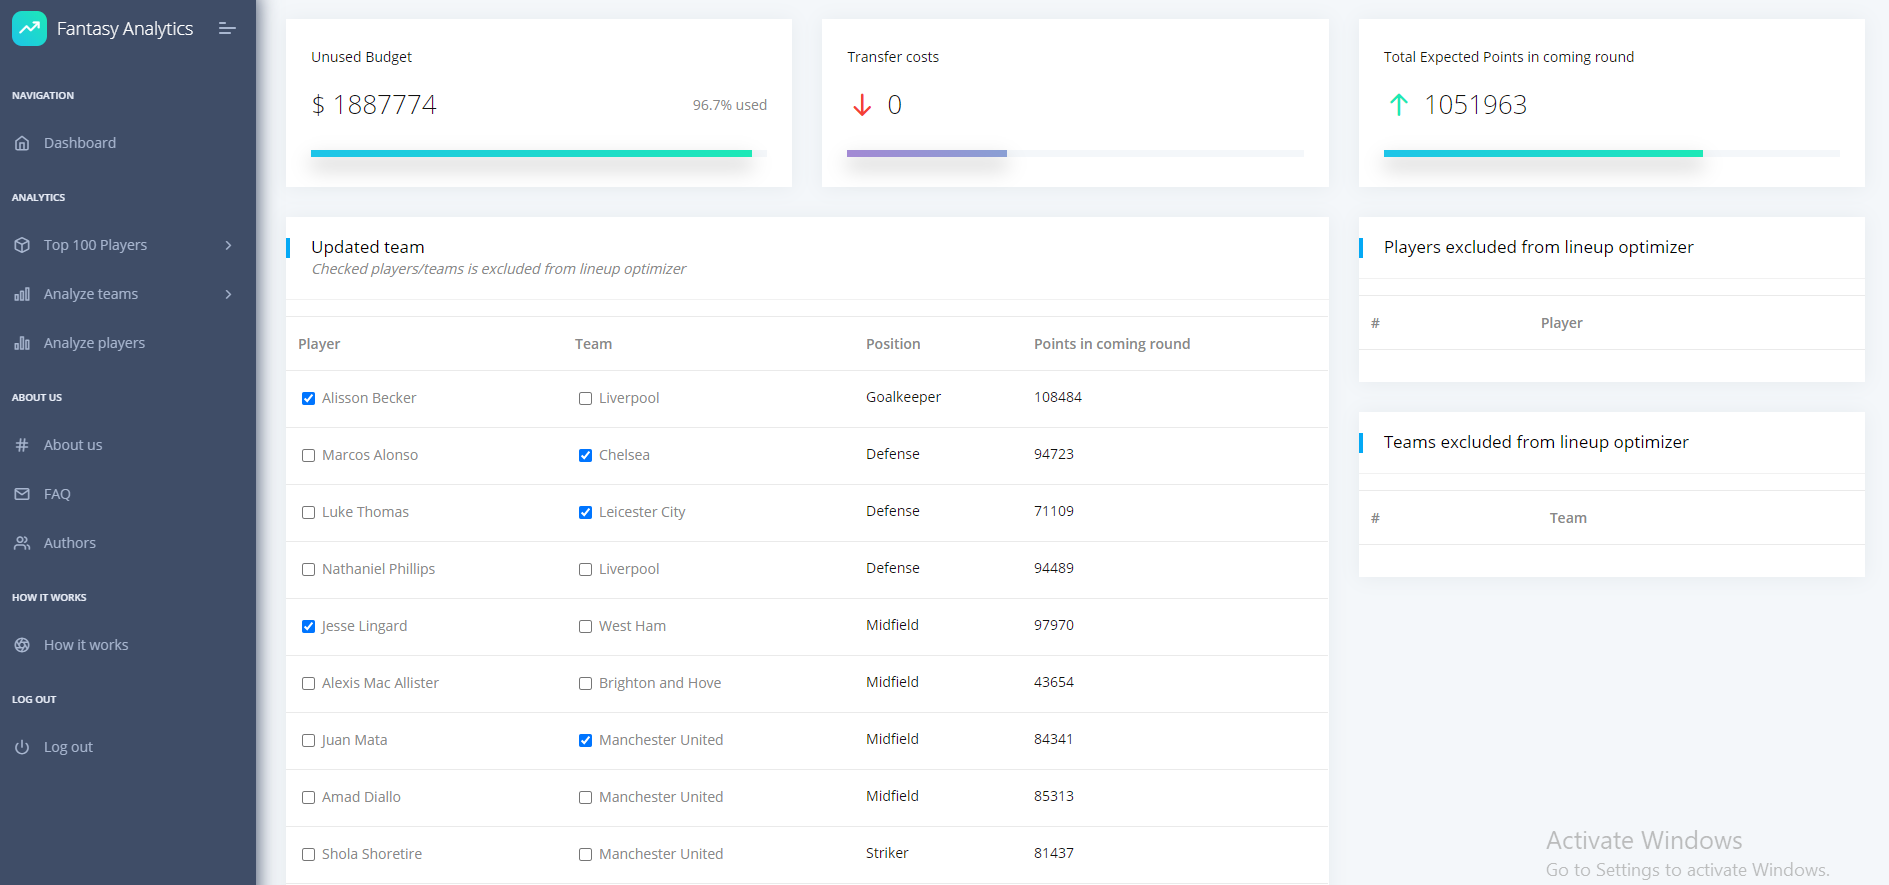 Fantasy Analytics
NAVIGATION
Dashboard
ANALYTICS
Top 100 Players
Analyze teams
Analyze players
ABOUT US
About us
FAQ
Authors
HOW IT WORKS
How it works
LOG OUT
Log out
Unused Budget
$ 1887774 96.7% used
Transfer costs
0
Total Expected Points in coming round
1051963
Updated team
Checked players/teams is excluded from lineup optimizer
Player Team Position Points in coming round
Alisson Becker Liverpool Goalkeeper 108484
Marcos Alonso Chelsea Defense 94723
Luke Thomas Leicester City Defense 71109
Nathaniel Phillips Liverpool Defense 94489
Jesse Lingard West Ham Midfield 97970
Alexis Mac Allister Brighton and Hove Midfield 43654
Juan Mata Manchester United Midfield 84341
Amad Diallo Manchester United Midfield 85313
Shola Shoretire Manchester United Striker 81437
Players excluded from lineup optimizer
# Player
Teams excluded from lineup optimizer
# Team
Activate Windows
Go to Settings to activate Windows.